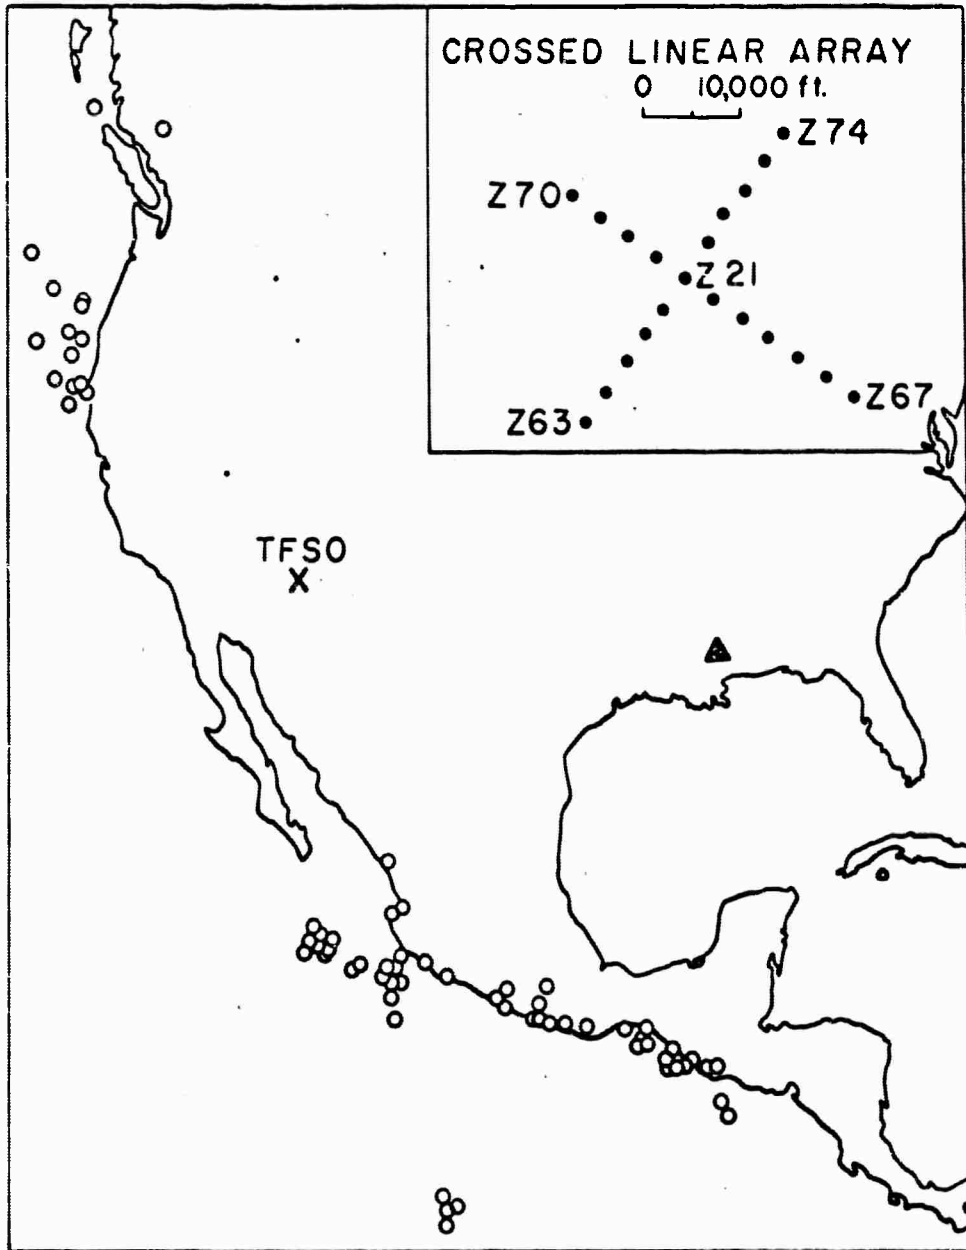 CROSSED LINEAR ARRAY
0 10,000 ft.
Z74
Z70
Z21
Z67
Z63
TFSO
X